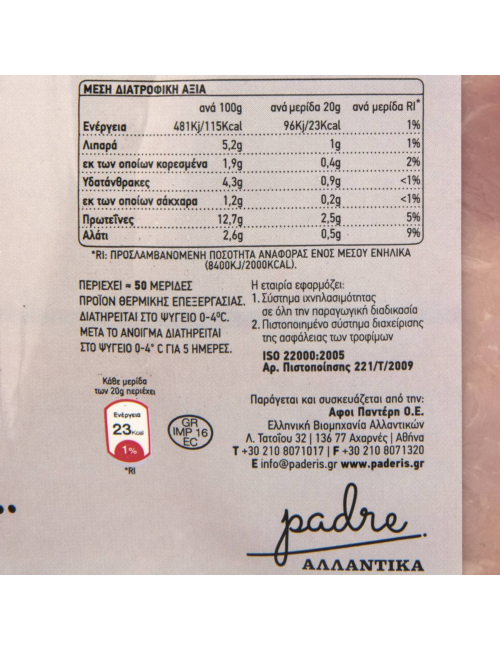 ΜΕΣΗ ΔΙΑΤΡΟΦΙΚΗ ΑΞΙΑ
ανά 100g ανά μερίδα 20g ανά μερίδα RI*
Ενέργεια 481Kj/115Kcal 96Kj/23Kcal 1%
Λιπαρά 5,2g 1g 1%
εκ των οποίων κορεσμένα 1,9g 0,4g 2%
Υδατάνθρακες 4,3g 0,9g <1%
εκ των οποίων σάκχαρα 1,2g 0,2g <1%
Πρωτεΐνες 12,7g 2,5g 5%
Αλάτι 2,6g 0,5g 9%
*RI: ΠΡΟΣΛΑΜΒΑΝΟΜΕΝΗ ΠΟΣΟΤΗΤΑ ΑΝΑΦΟΡΑΣ ΕΝΟΣ ΜΕΣΟΥ ΕΝΗΛΙΚΑ
(8400KJ/2000KCAL).
ΠΕΡΙΕΧΕΙ ≈ 50 ΜΕΡΙΔΕΣ
ΠΡΟΪΟΝ ΘΕΡΜΙΚΗΣ ΕΠΕΞΕΡΓΑΣΙΑΣ.
ΔΙΑΤΗΡΕΙΤΑΙ ΣΤΟ ΨΥΓΕΙΟ 0-4°C.
ΜΕΤΑ ΤΟ ΑΝΟΙΓΜΑ ΔΙΑΤΗΡΕΙΤΑΙ
ΣΤΟ ΨΥΓΕΙΟ 0-4° C ΓΙΑ 5 ΗΜΕΡΕΣ.
Η εταιρία εφαρμόζει:
1. Σύστημα ιχνηλασιμότητας
σε όλη την παραγωγική διαδικασία
2. Πιστοποιημένο σύστημα διαχείρισης
της ασφάλειας των τροφίμων
ISO 22000:2005
Αρ. Πιστοποίησης 221/Τ/2009
Κάθε μερίδα
των 20g περιέχει
Ενέργεια
23Kcal
1%
*RI
GR
IMP 16
EC
Παράγεται και συσκευάζεται από την:
Αφοι Παντέρη Ο.Ε.
Ελληνική Βιομηχανία Αλλαντικών
Λ. Τατοΐου 32 | 136 77 Αχαρνές | Αθήνα
T +30 210 8071017 | F +30 210 8071320
E info@paderis.gr www.paderis.gr
padre
ΑΛΛΑΝΤΙΚΑ